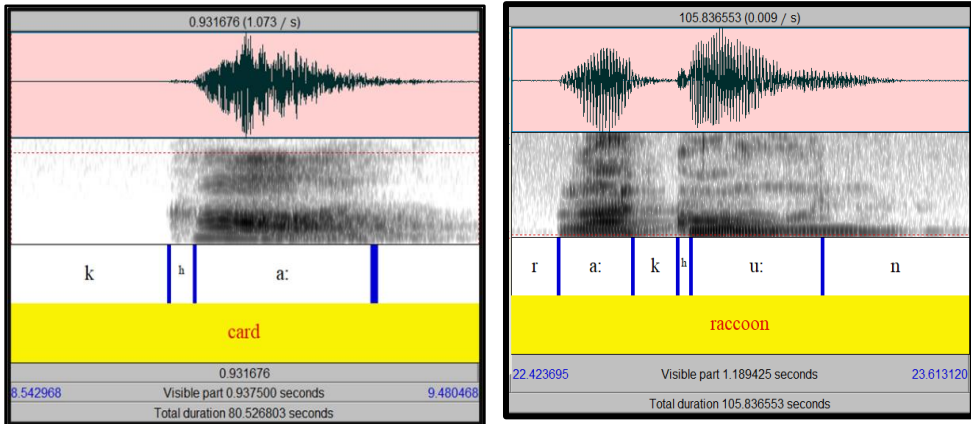 0.931676 (1.073 / s)
k h a:
card
0.931676
8.542968 Visible part 0.937500 seconds 9.480468
Total duration 80.526803 seconds
105.836553 (0.009 / s)
r a: k h u: n
raccoon
22.423695 Visible part 1.189425 seconds 23.613120
Total duration 105.836553 seconds